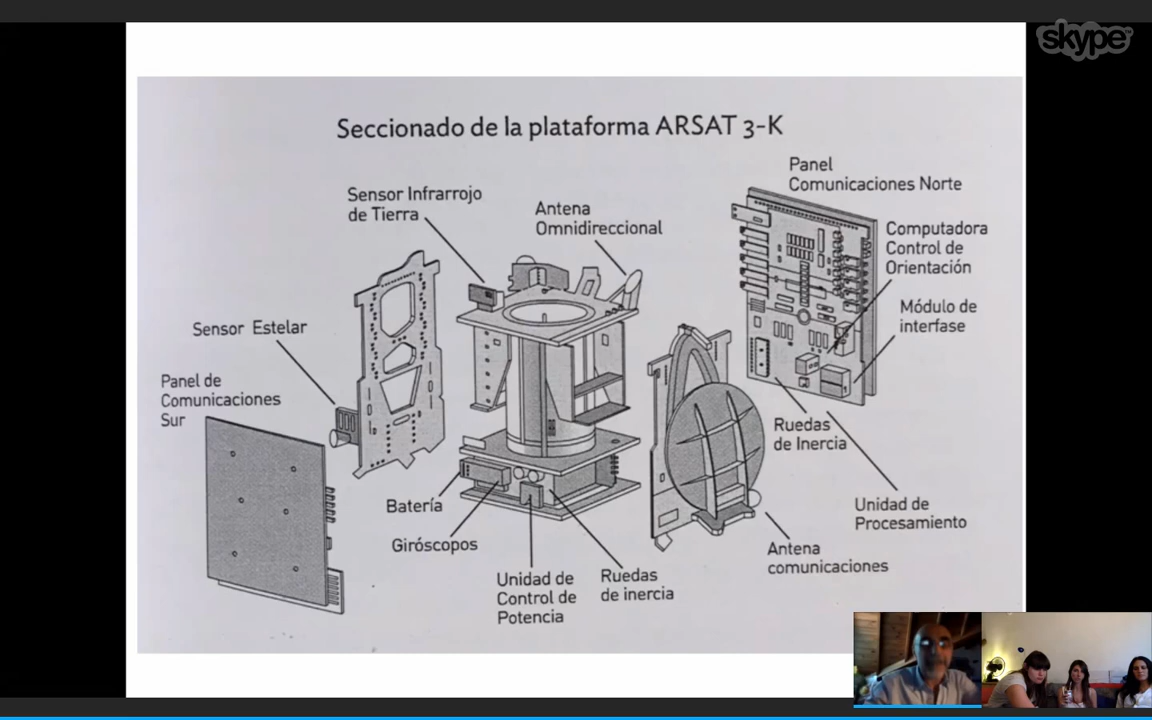 skype
Seccionado de la plataforma ARSAT 3-K
Panel
Comunicaciones Norte
Sensor Infrarrojo
de Tierra
Antena
Omnidireccional
Computadora
Control de
Orientación
Módulo de
interfase
Sensor Estelar
Panel de
Comunicaciones
Sur
Ruedas
de Inercia
Batería
Unidad de
Procesamiento
Giróscopos
Antena
comunicaciones
Unidad de
Control de
Potencia
Ruedas
de inercia